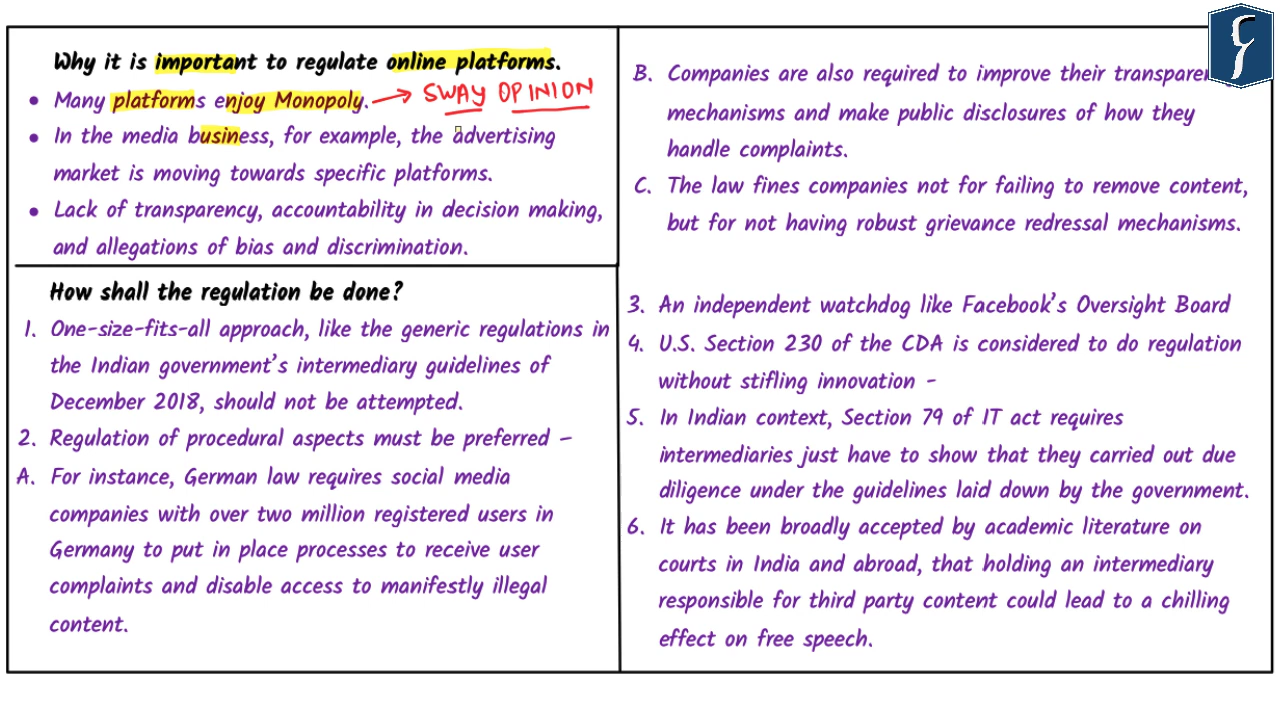 Why it is important to regulate online platforms.
• Many platforms enjoy Monopoly. → SWAY OPINION
• In the media business, for example, the advertising
market is moving towards specific platforms.
• Lack of transparency, accountability in decision making,
and allegations of bias and discrimination.
How shall the regulation be done?
1. One-size-fits-all approach, like the generic regulations in
the Indian government's intermediary guidelines of
December 2018, should not be attempted.
2. Regulation of procedural aspects must be preferred –
A. For instance, German law requires social media
companies with over two million registered users in
Germany to put in place processes to receive user
complaints and disable access to manifestly illegal
content.
B. Companies are also required to improve their
mechanisms and make public disclosures of how they
handle complaints.
C. The law fines companies not for failing to remove content,
but for not having robust grievance redressal mechanisms.
3. An independent watchdog like Facebook's Oversight Board
4. U.S. Section 230 of the CDA is considered to do regulation
without stifling innovation –
5. In Indian context, Section 79 of IT act requires
intermediaries just have to show that they carried out due
diligence under the guidelines laid down by the government.
6. It has been broadly accepted by academic literature on
courts in India and abroad, that holding an intermediary
responsible for third party content could lead to a chilling
effect on free speech.